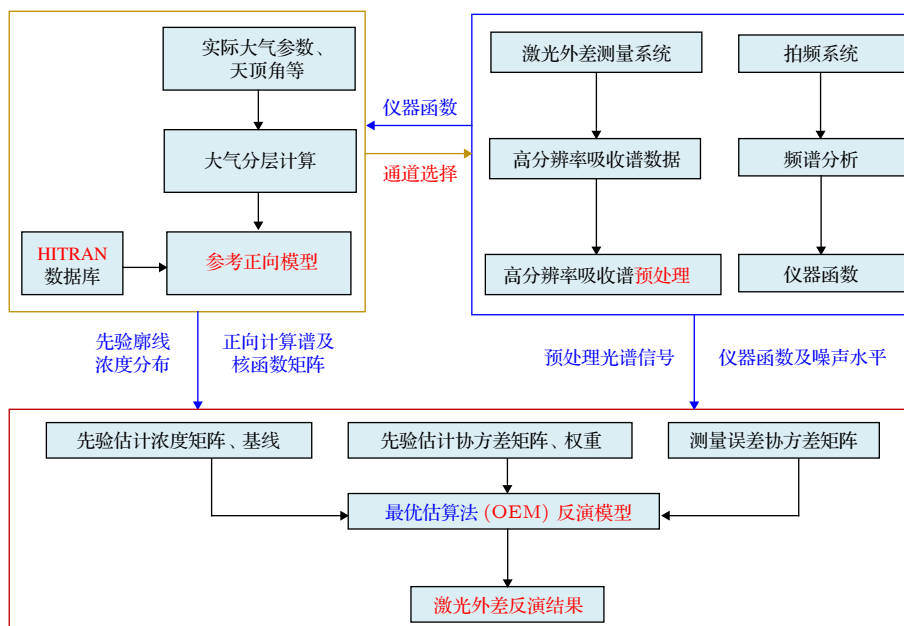 实际大气参数、
天顶角等
大气分层计算
HITRAN
数据库
参考正向模型
仪器函数
通道选择
激光外差测量系统
拍频系统
高分辨率吸收谱数据
频谱分析
高分辨率吸收谱预处理
仪器函数
先验廓线
浓度分布
正向计算谱及
核函数矩阵
预处理光谱信号
仪器函数及噪声水平
先验估计浓度矩阵、基线
先验估计协方差矩阵、权重
测量误差协方差矩阵
最优估算法 (OEM) 反演模型
激光外差反演结果